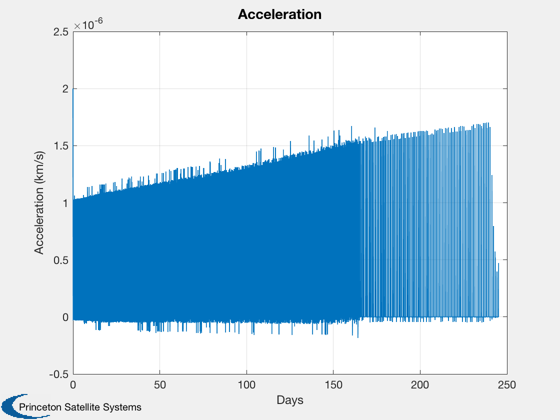 Acceleration
×10-6
2.5
2
1.5
1
0.5
0
-0.5
Acceleration (km/s)
0 50 100 150 200 250
Days
Princeton Satellite Systems